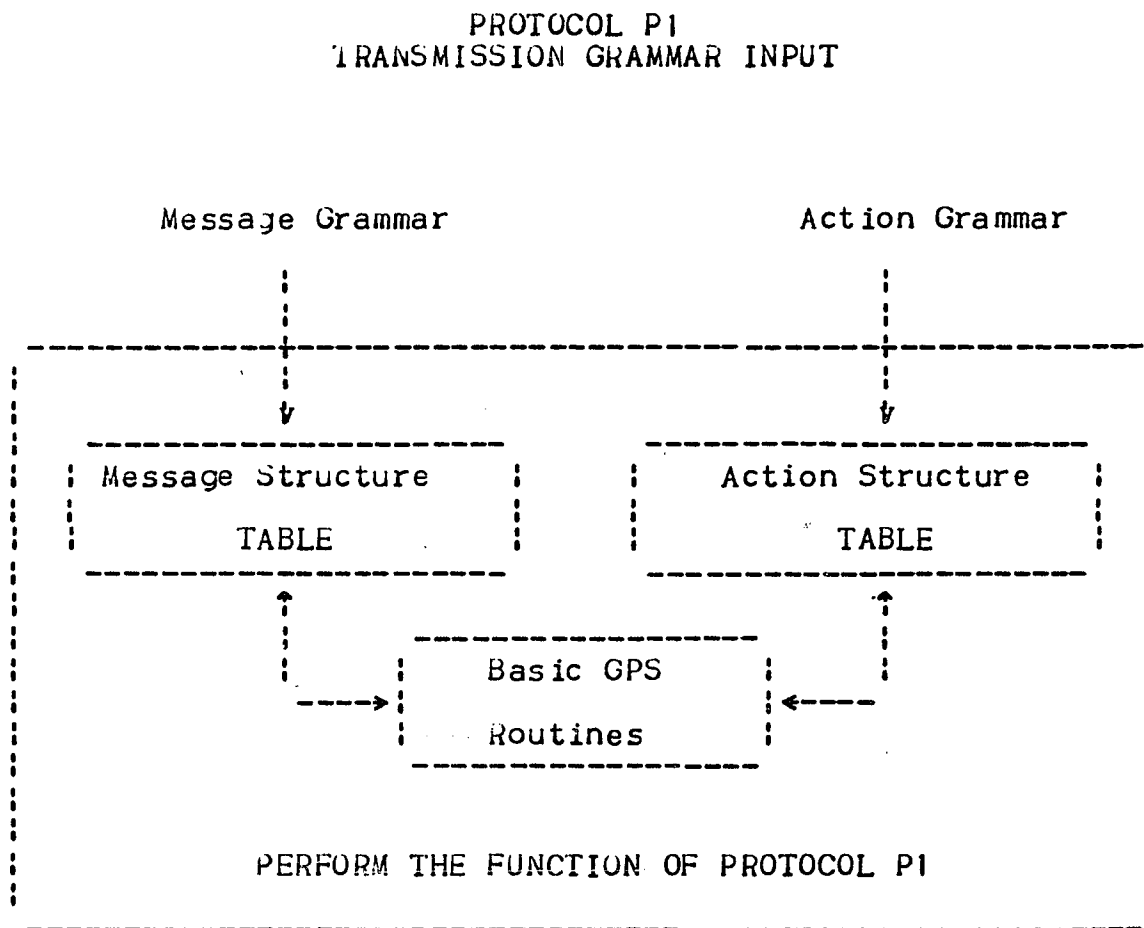 PROTOCOL P1
TRANSMISSION GRAMMAR INPUT
Message Grammar
Action Grammar
Message Structure
TABLE
Action Structure
TABLE
Basic GPS
Routines
PERFORM THE FUNCTION OF PROTOCOL P1